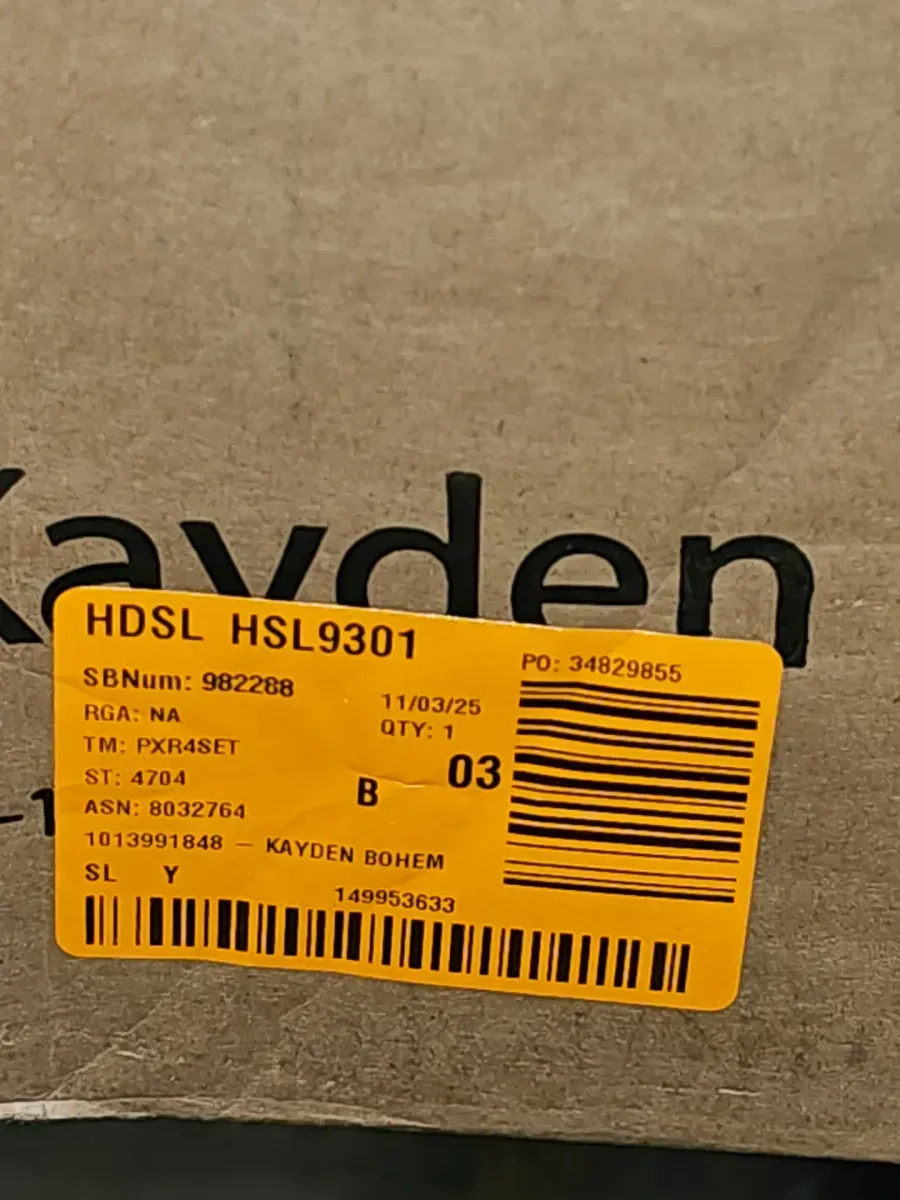 Kayden
HDSL HSL9301
PO: 34829855
SBNum: 982288
11/03/25
RGA: NA
QTY: 1
TM: PXR4SET
03
ST: 4704
B
ASN: 8032764
1013991848 – KAYDEN BOHEM
SL Y
149953633